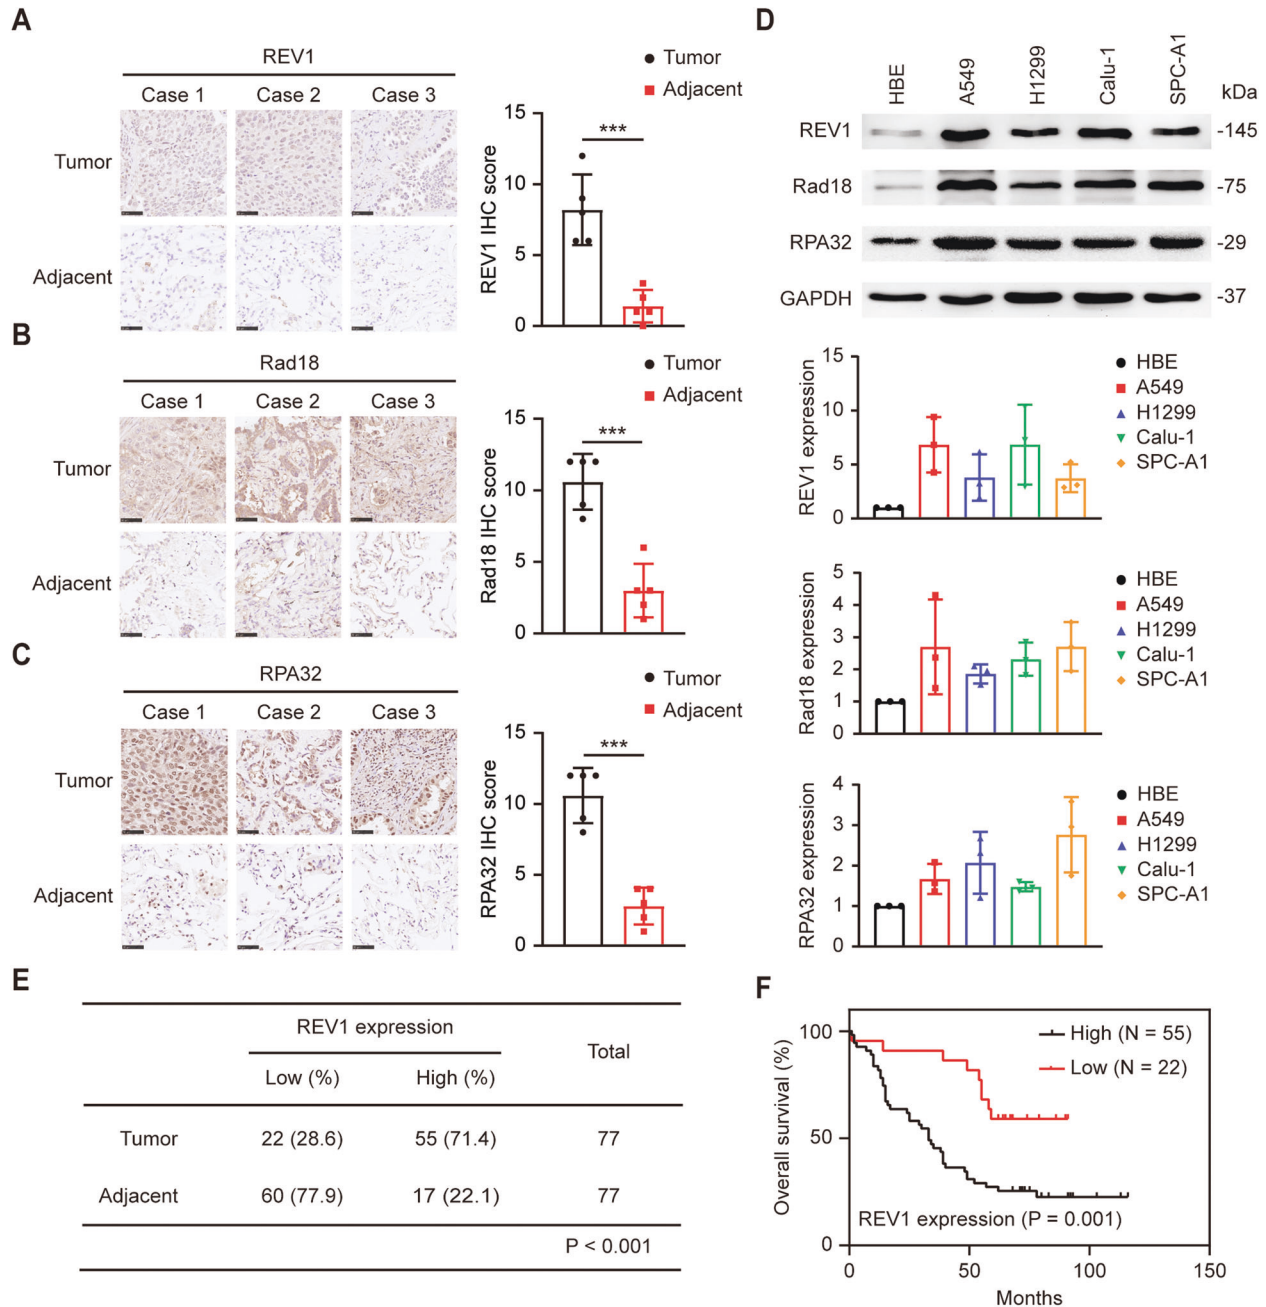 A
REV1
Case 1 Case 2 Case 3
Tumor
Adjacent
Tumor
Adjacent
REV1 IHC score
15
10
5
0
***
B
Rad18
Case 1 Case 2 Case 3
Tumor
Adjacent
Tumor
Adjacent
Rad18 IHC score
15
10
5
0
***
C
RPA32
Case 1 Case 2 Case 3
Tumor
Adjacent
Tumor
Adjacent
RPA32 IHC score
15
10
5
0
***
D
HBE A549 H1299 Calu-1 SPC-A1 kDa
REV1 -145
Rad18 -75
RPA32 -29
GAPDH -37
REV1 expression
15
10
5
0
HBE
A549
H1299
Calu-1
SPC-A1
Rad18 expression
5
4
3
2
1
0
HBE
A549
H1299
Calu-1
SPC-A1
RPA32 expression
4
3
2
1
0
HBE
A549
H1299
Calu-1
SPC-A1
E
REV1 expression
Total
Low (%) High (%)
Tumor 22 (28.6) 55 (71.4) 77
Adjacent 60 (77.9) 17 (22.1) 77
P < 0.001
F
Overall survival (%)
100
50
0
High (N = 55)
Low (N = 22)
REV1 expression (P = 0.001)
0 50 100 150
Months